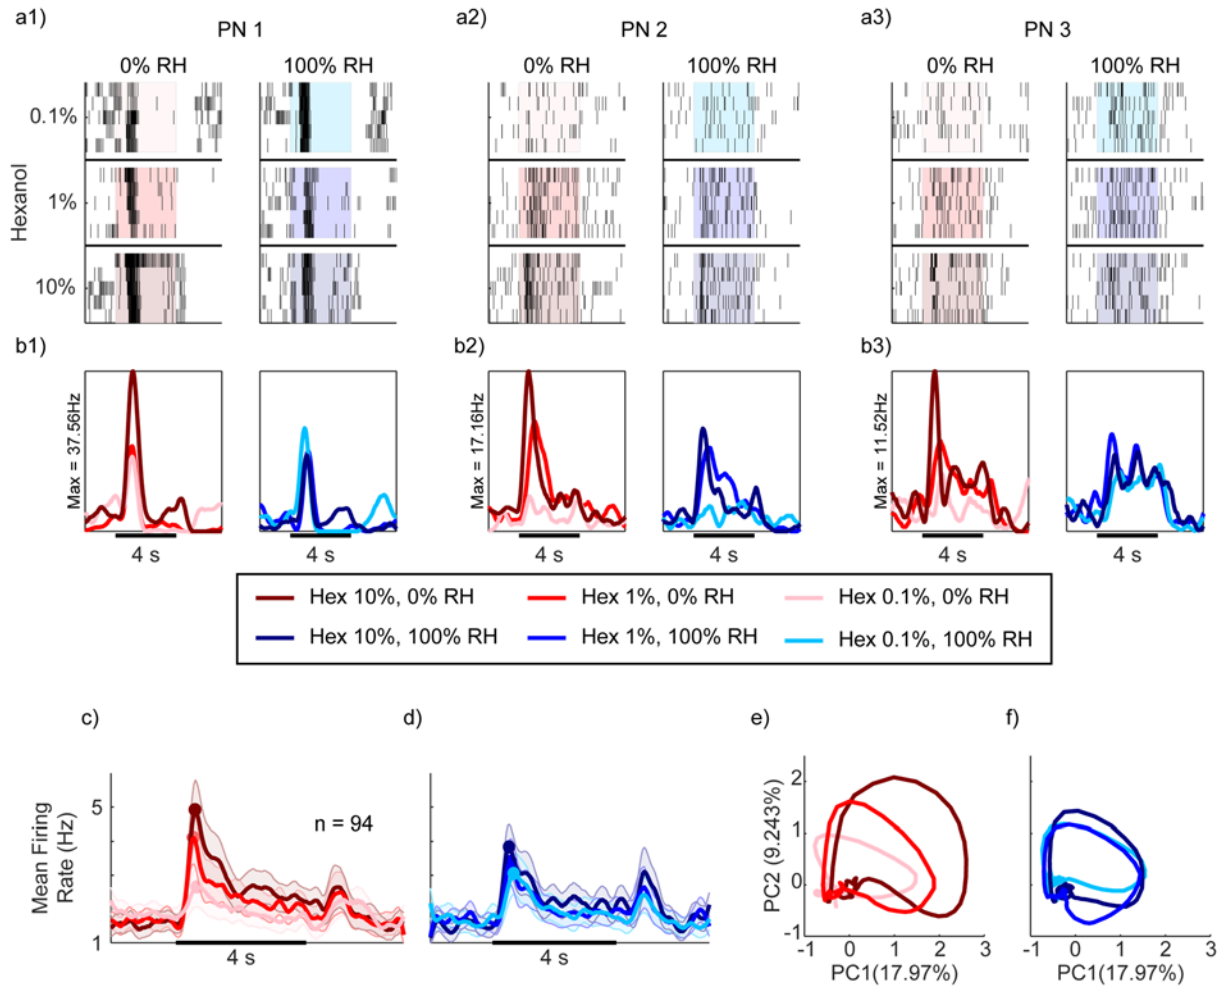 a1)
a2)
a3)
PN 1
PN 2
PN 3
0% RH
100% RH
0% RH
100% RH
0% RH
100% RH
Hexanol
0.1%
1%
10%
b1)
b2)
b3)
Max = 37.56Hz
Max = 17.16Hz
Max = 11.52Hz
4 s
4 s
4 s
4 s
4 s
4 s
Hex 10%, 0% RH
Hex 1%, 0% RH
Hex 0.1%, 0% RH
Hex 10%, 100% RH
Hex 1%, 100% RH
Hex 0.1%, 100% RH
c)
d)
e)
f)
Mean Firing
Rate (Hz)
5
1
n = 94
4 s
4 s
PC2 (9.243%)
2
1
0
-1
-1
0
1
2
3
PC1(17.97%)
-1
0
1
2
3
PC1(17.97%)